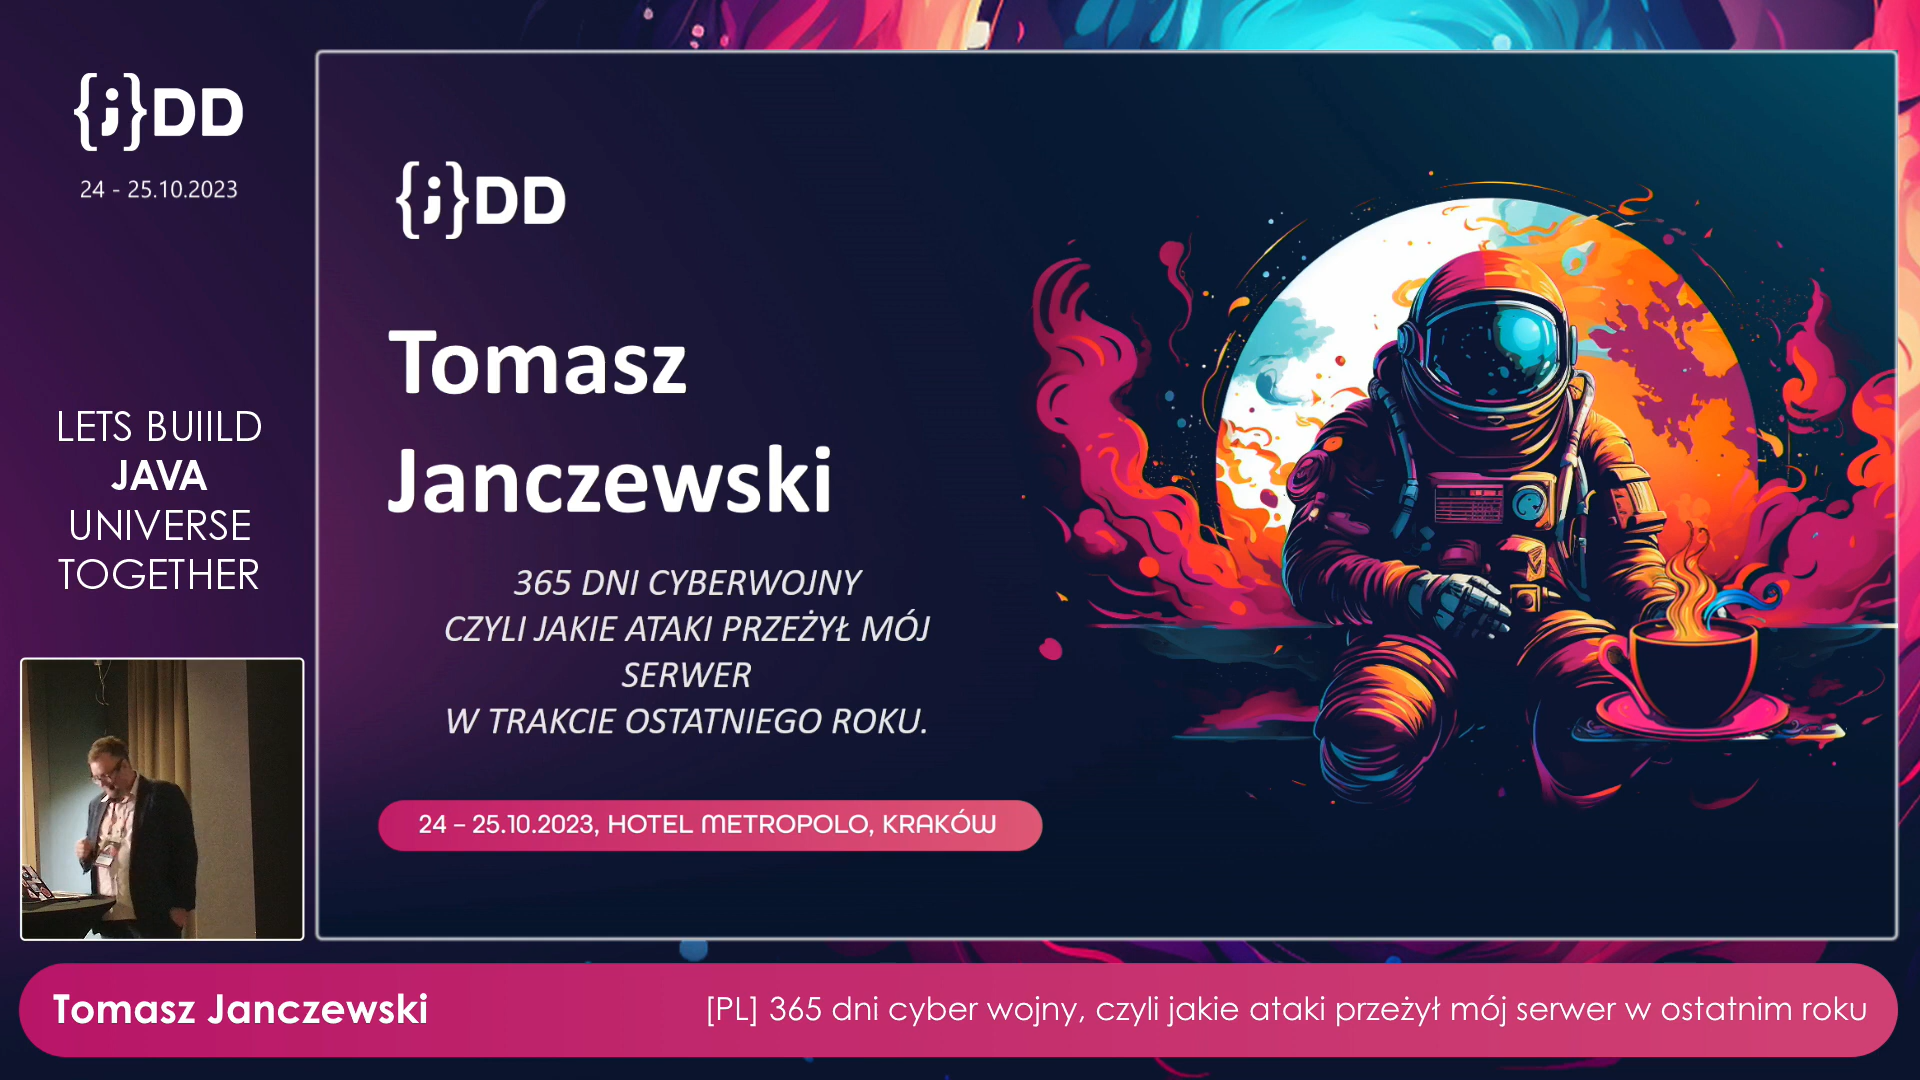 {j}DD
24 - 25.10.2023
LETS BUIILD
JAVA
UNIVERSE
TOGETHER
{j}DD
Tomasz
Janczewski
365 DNI CYBERWOJNY
CZYLI JAKIE ATAKI PRZEŻYŁ MÓJ
SERWER
W TRAKCIE OSTATNIEGO ROKU.
24 – 25.10.2023, HOTEL METROPOLO, KRAKÓW
Tomasz Janczewski
[PL] 365 dni cyber wojny, czyli jakie ataki przeżył mój serwer w ostatnim roku